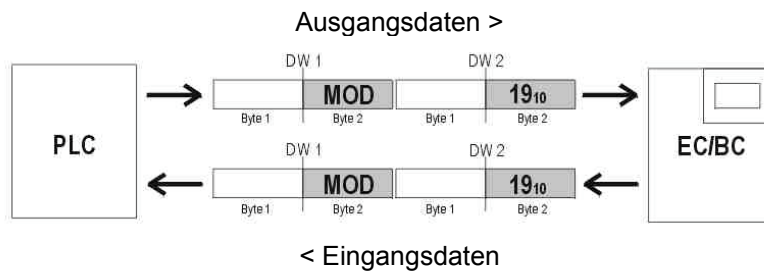 Ausgangsdaten >
DW 1 DW 2
PLC MOD 19₁₀ EC/BC
Byte 1 Byte 2 Byte 1 Byte 2
DW 1 DW 2
MOD 19₁₀
Byte 1 Byte 2 Byte 1 Byte 2
< Eingangsdaten